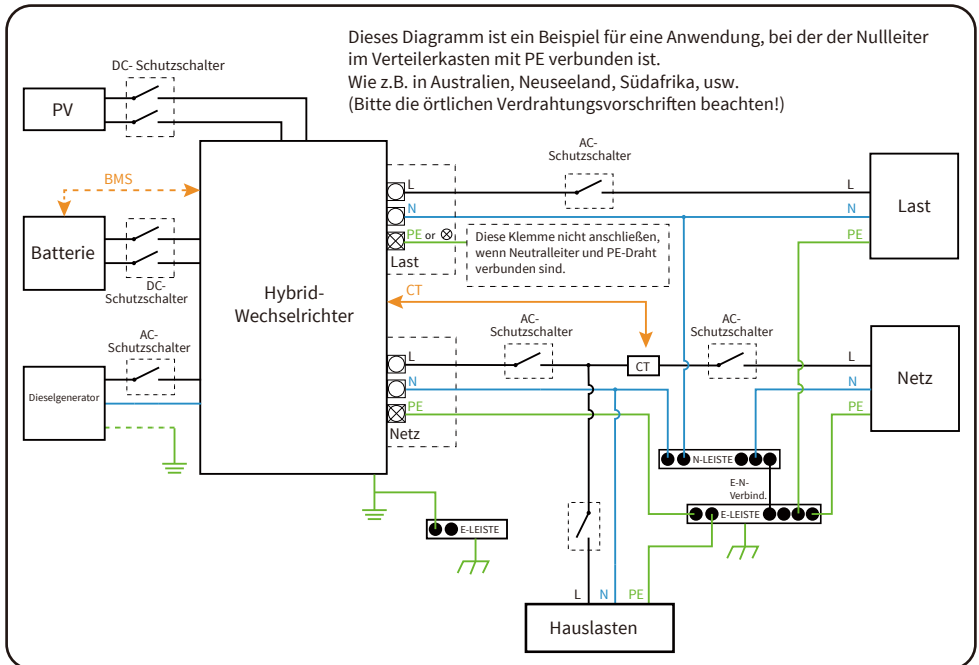 Dieses Diagramm ist ein Beispiel für eine Anwendung, bei der der Nullleiter
im Verteilerkasten mit PE verbunden ist.
Wie z.B. in Australien, Neuseeland, Südafrika, usw.
(Bitte die örtlichen Verdrahtungsvorschriften beachten!)
DC- Schutzschalter
PV
BMS
Batterie
DC-
Schutzschalter
AC-
Schutzschalter
Dieselgenerator
Hybrid-
Wechselrichter
L
N
PE or ⊗
Last
Diese Klemme nicht anschließen,
wenn Neutralleiter und PE-Draht
verbunden sind.
AC-
Schutzschalter
L
N
PE
Last
CT
AC-
Schutzschalter
CT
AC-
Schutzschalter
L
N
PE
Netz
L
N
PE
Netz
N-LEISTE
E-N-
Verbind.
E-LEISTE
E-LEISTE
L
N
PE
Hauslasten